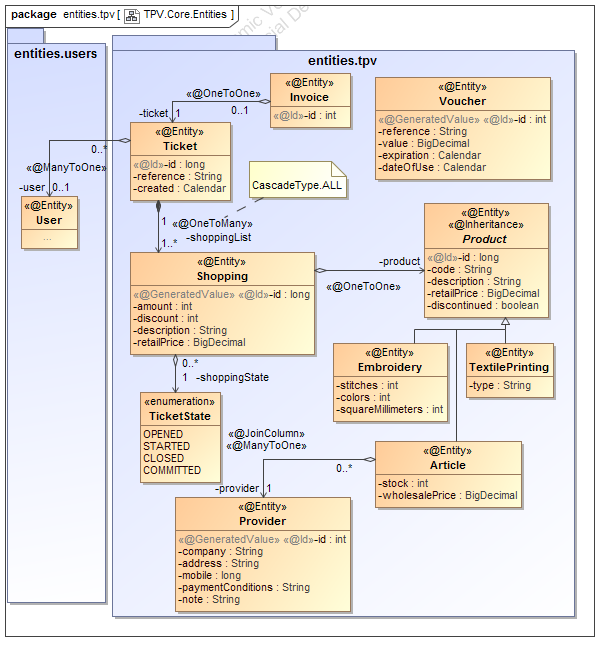 package entities.tpv [ TPV.Core.Entities ]
entities.users
entities.tpv
«@Entity»
Invoice
«@Id»-id : int
«@OneToOne»
0..1
-ticket
1
«@Entity»
Voucher
«@GeneratedValue» «@Id»-id : int
-reference : String
-value : BigDecimal
-expiration : Calendar
-dateOfUse : Calendar
«@Entity»
Ticket
«@Id»-id : long
-reference : String
-created : Calendar
0..*
«@ManyToOne»
-user
0..1
«@Entity»
User
...
CascadeType.ALL
1
«@OneToMany»
-shoppingList
1..*
«@Entity»
Shopping
«@GeneratedValue» «@Id»-id : long
-amount : int
-discount : int
-description : String
-retailPrice : BigDecimal
-product
«@OneToOne»
«@Entity»
«@Inheritance»
Product
«@Id»-id : long
-code : String
-description : String
-retailPrice : BigDecimal
-discontinued : boolean
0..*
1
-shoppingState
«enumeration»
TicketState
OPENED
STARTED
CLOSED
COMMITTED
«@Entity»
Embroidery
-stitches : int
-colors : int
-squareMillimeters : int
«@Entity»
TextilePrinting
-type : String
«@JoinColumn»
«@ManyToOne»
0..*
-provider
1
«@Entity»
Article
-stock : int
-wholesalePrice : BigDecimal
«@Entity»
Provider
«@GeneratedValue» «@Id»-id : int
-company : String
-address : String
-mobile : long
-paymentConditions : String
-note : String